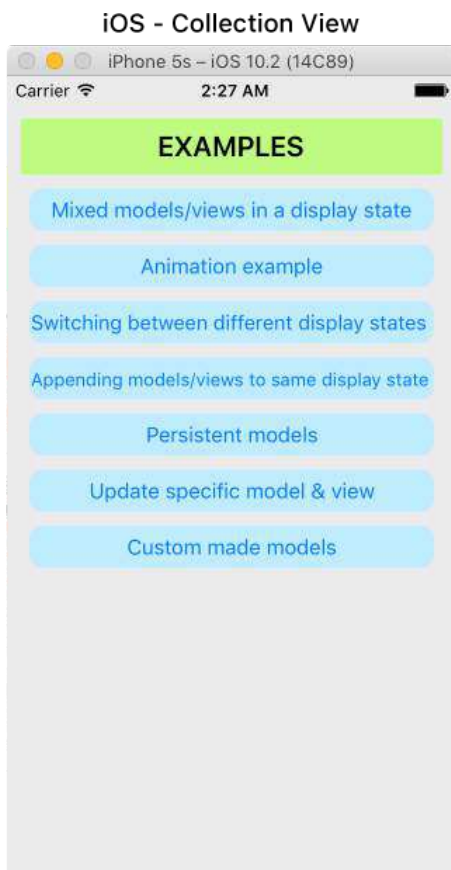 iOS - Collection View
iPhone 5s – iOS 10.2 (14C89)
Carrier 2:27 AM
EXAMPLES
Mixed models/views in a display state
Animation example
Switching between different display states
Appending models/views to same display state
Persistent models
Update specific model & view
Custom made models